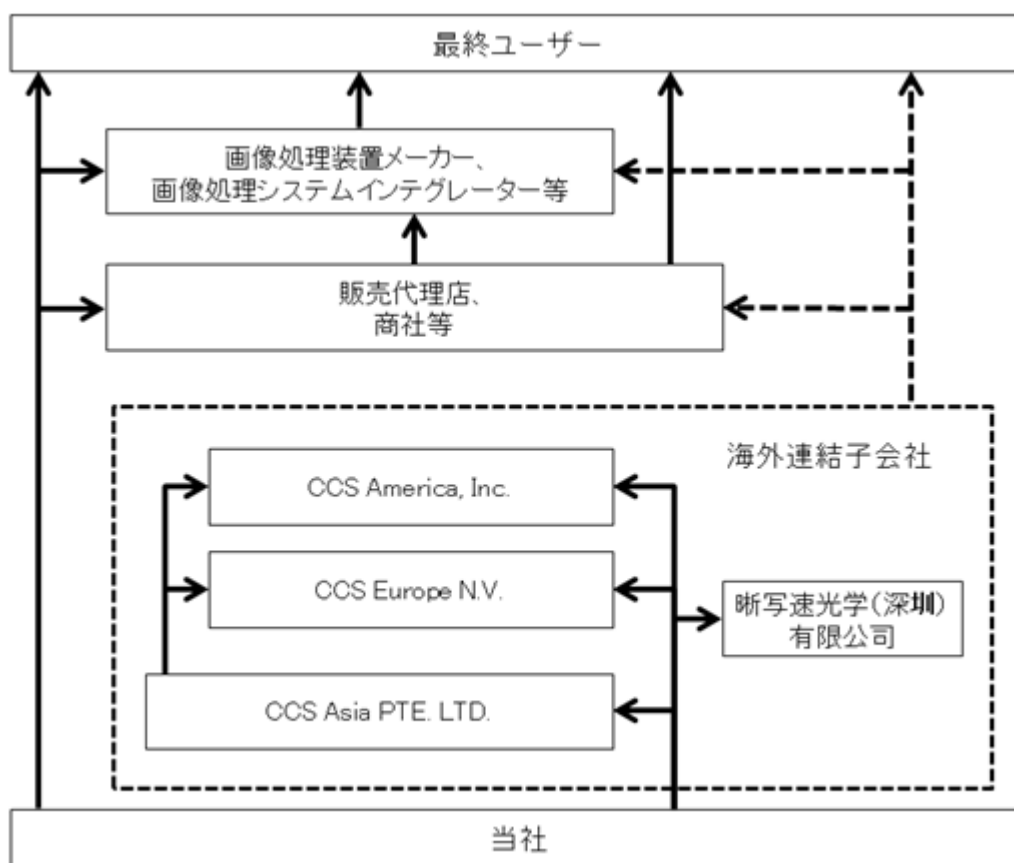 最終ユーザー
画像処理装置メーカー、
画像処理システムインテグレーター等
販売代理店、
商社等
海外連結子会社
CCS America, Inc.
CCS Europe N.V.
晰写速光学(深圳)
有限公司
CCS Asia PTE. LTD.
当社